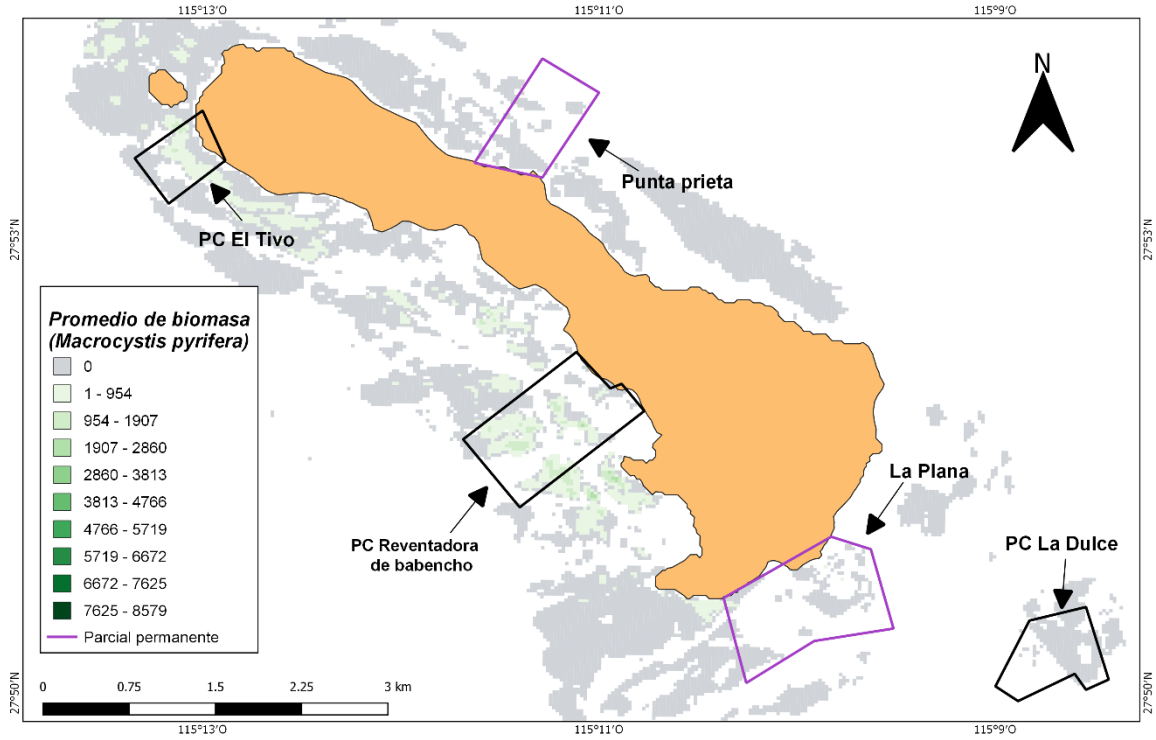 115°13'O
115°11'O
115°9'O
N
Punta prieta
PC El Tivo
27°53'N
27°53'N
Promedio de biomasa
(Macrocystis pyrifera)
0
1 - 954
954 - 1907
1907 - 2860
2860 - 3813
3813 - 4766
4766 - 5719
5719 - 6672
6672 - 7625
7625 - 8579
Parcial permanente
La Plana
PC Reventadora
de babencho
PC La Dulce
27°50'N
27°50'N
0
0.75
1.5
2.25
3 km
115°13'O
115°11'O
115°9'O